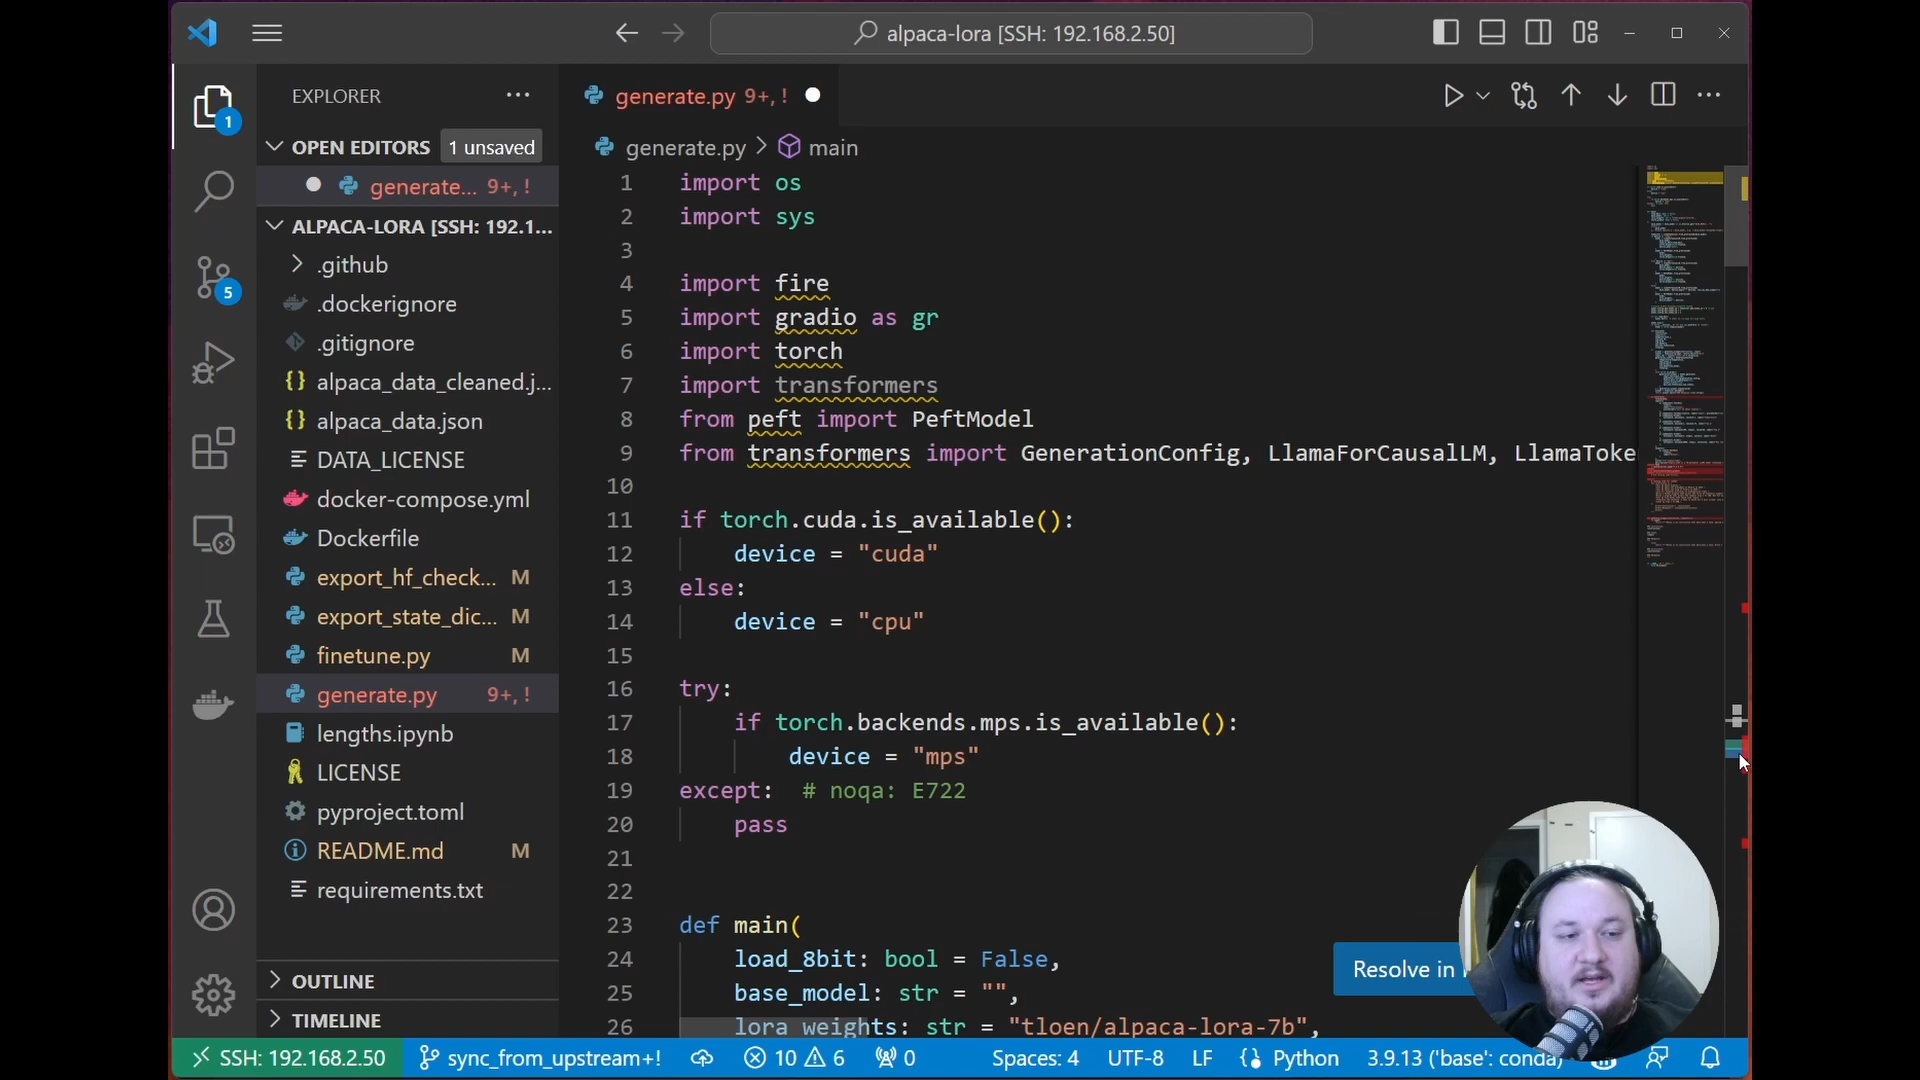 alpaca-lora [SSH: 192.168.2.50]
EXPLORER
OPEN EDITORS 1 unsaved
generate... 9+, !
ALPACA-LORA [SSH: 192.1...
.github
.dockerignore
.gitignore
alpaca_data_cleaned.j...
alpaca_data.json
DATA_LICENSE
docker-compose.yml
Dockerfile
export_hf_check... M
export_state_dic... M
finetune.py M
generate.py 9+, !
lengths.ipynb
LICENSE
pyproject.toml
README.md M
requirements.txt
OUTLINE
TIMELINE
1
5
generate.py 9+, !
generate.py > main
1 import os
2 import sys
3
4 import fire
5 import gradio as gr
6 import torch
7 import transformers
8 from peft import PeftModel
9 from transformers import GenerationConfig, LlamaForCausalLM, LlamaToke
10
11 if torch.cuda.is_available():
12 device = "cuda"
13 else:
14 device = "cpu"
15
16 try:
17 if torch.backends.mps.is_available():
18 device = "mps"
19 except: # noqa: E722
20 pass
21
22
23 def main(
24 load_8bit: bool = False,
25 base_model: str = "",
26 lora_weights: str = "tloen/alpaca-lora-7b",
Resolve in
SSH: 192.168.2.50 sync_from_upstream+! 10 6 0 Spaces: 4 UTF-8 LF Python 3.9.13 ('base': conda)